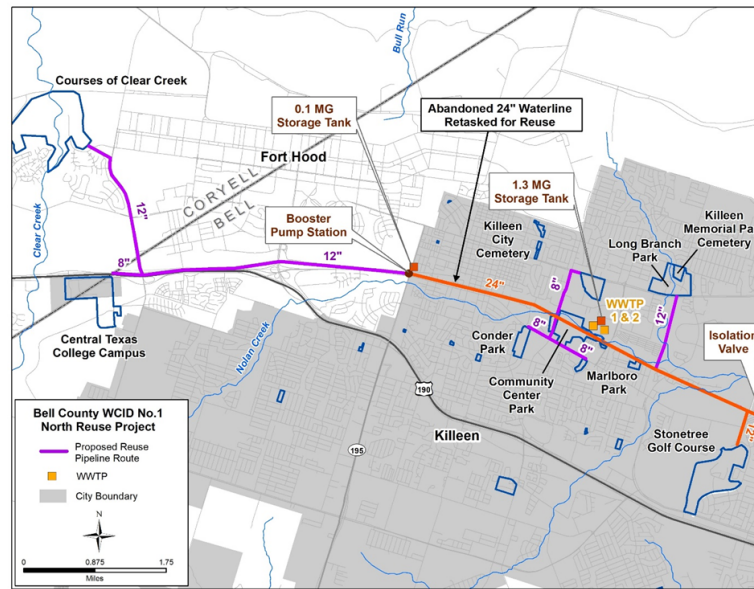 Courses of Clear Creek
0.1 MG
Storage Tank
Abandoned 24" Waterline
Retasked for Reuse
Bull Run
Fort Hood
CORYELL
BELL
1.3 MG
Storage Tank
Killeen
Memorial Pa
Cemetery
Long Branch
Park
Killeen
City
Cemetery
Booster
Pump Station
Clear Creek
12"
8"
12"
24"
8"
WWTP
1 & 2
12"
Isolation
Valve
Central Texas
College Campus
Nolan Creek
Conder
Park
8"
8"
Community
Center
Park
Marlboro
Park
190
12"
Stonetree
Golf Course
Killeen
195
Bell County WCID No.1
North Reuse Project
Proposed Reuse
Pipeline Route
WWTP
City Boundary
N
0 0.875 1.75
Miles